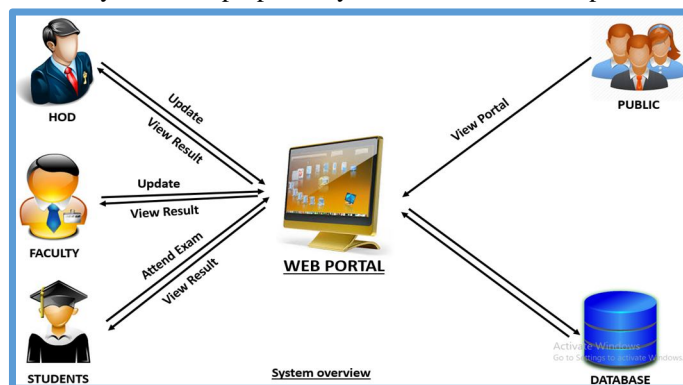 HOD
Update
View Result
FACULTY
Update
View Result
STUDENTS
Attend Exam
View Result
WEB PORTAL
System overview
PUBLIC
View Portal
DATABASE
Activate Windows
Go to Settings to activate Windows.